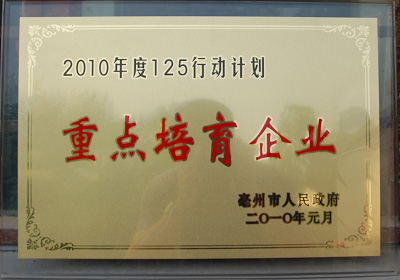 2010年度125行动计划
重点培育企业
亳州市人民政府
二〇一〇年元月